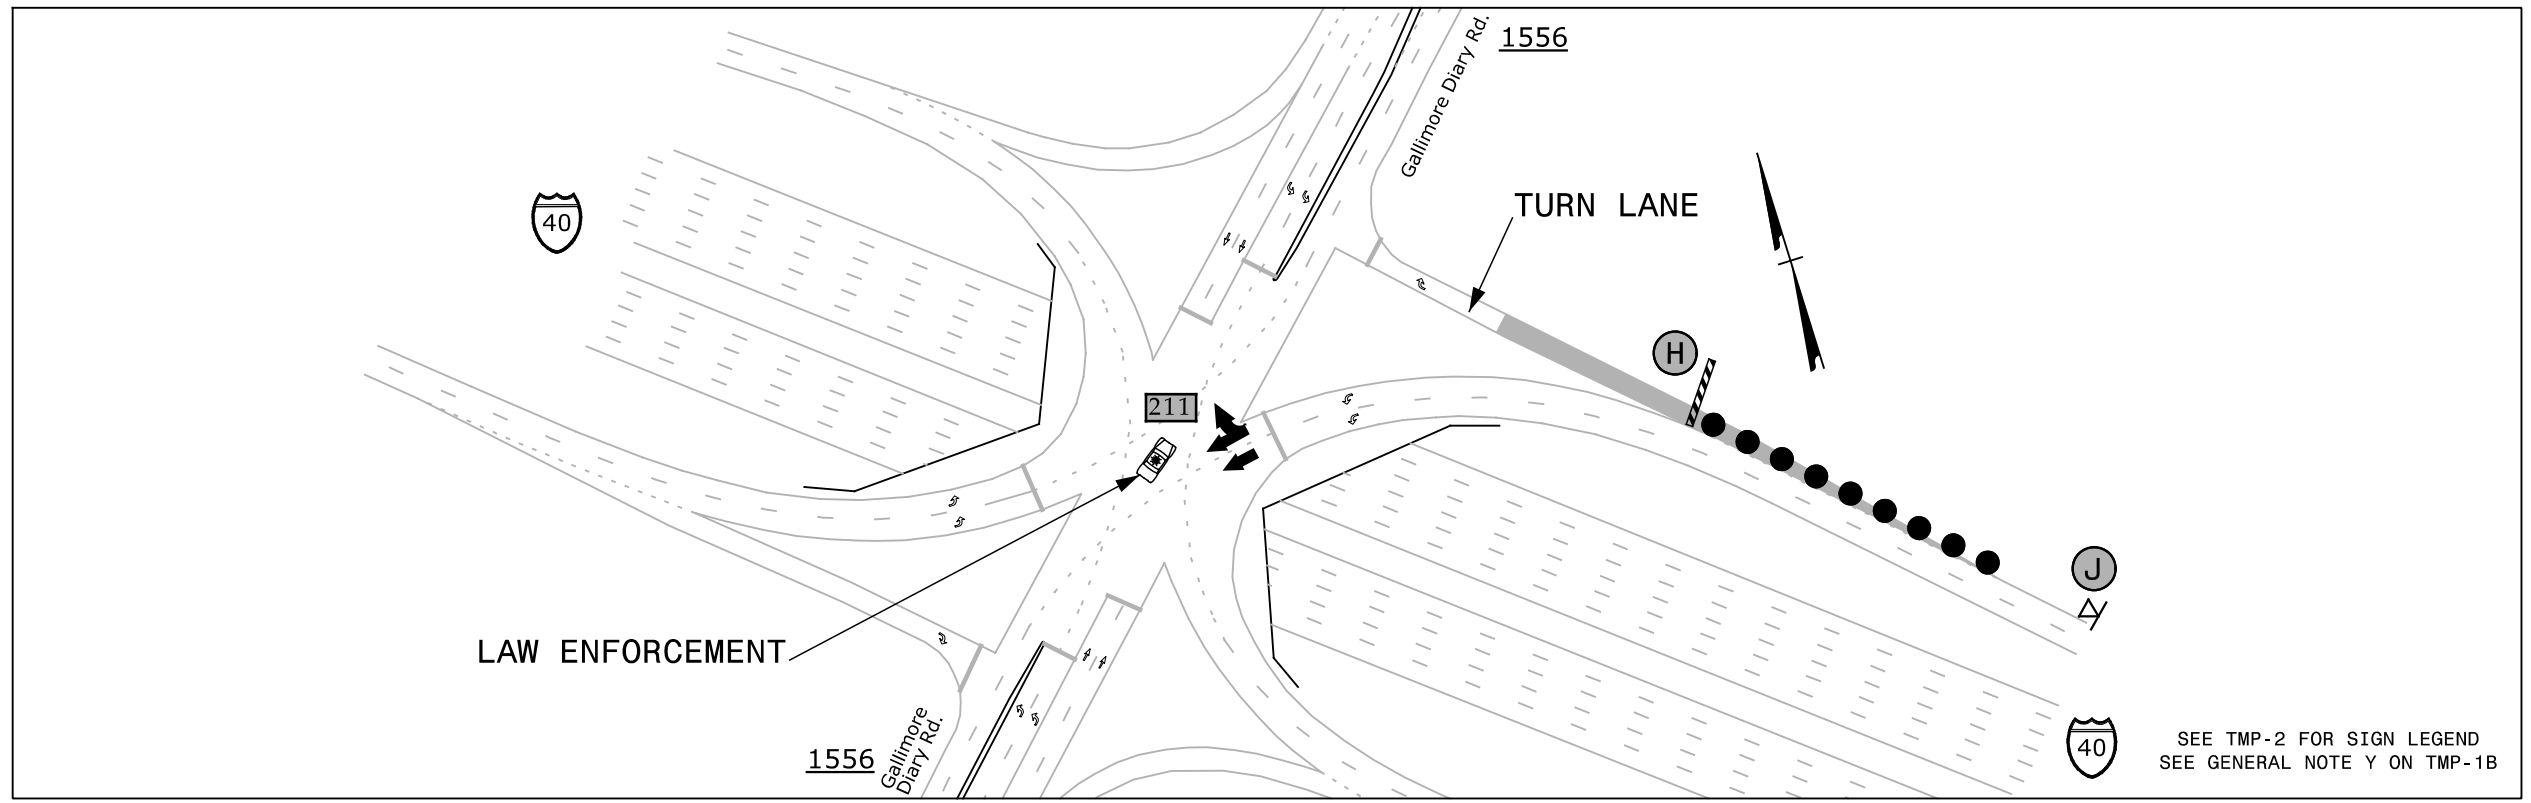 1556
Gallimore Diary Rd.
40
TURN LANE
H
211
J
LAW ENFORCEMENT
Gallimore
Diary Rd.
1556
40
SEE TMP-2 FOR SIGN LEGEND
SEE GENERAL NOTE Y ON TMP-1B